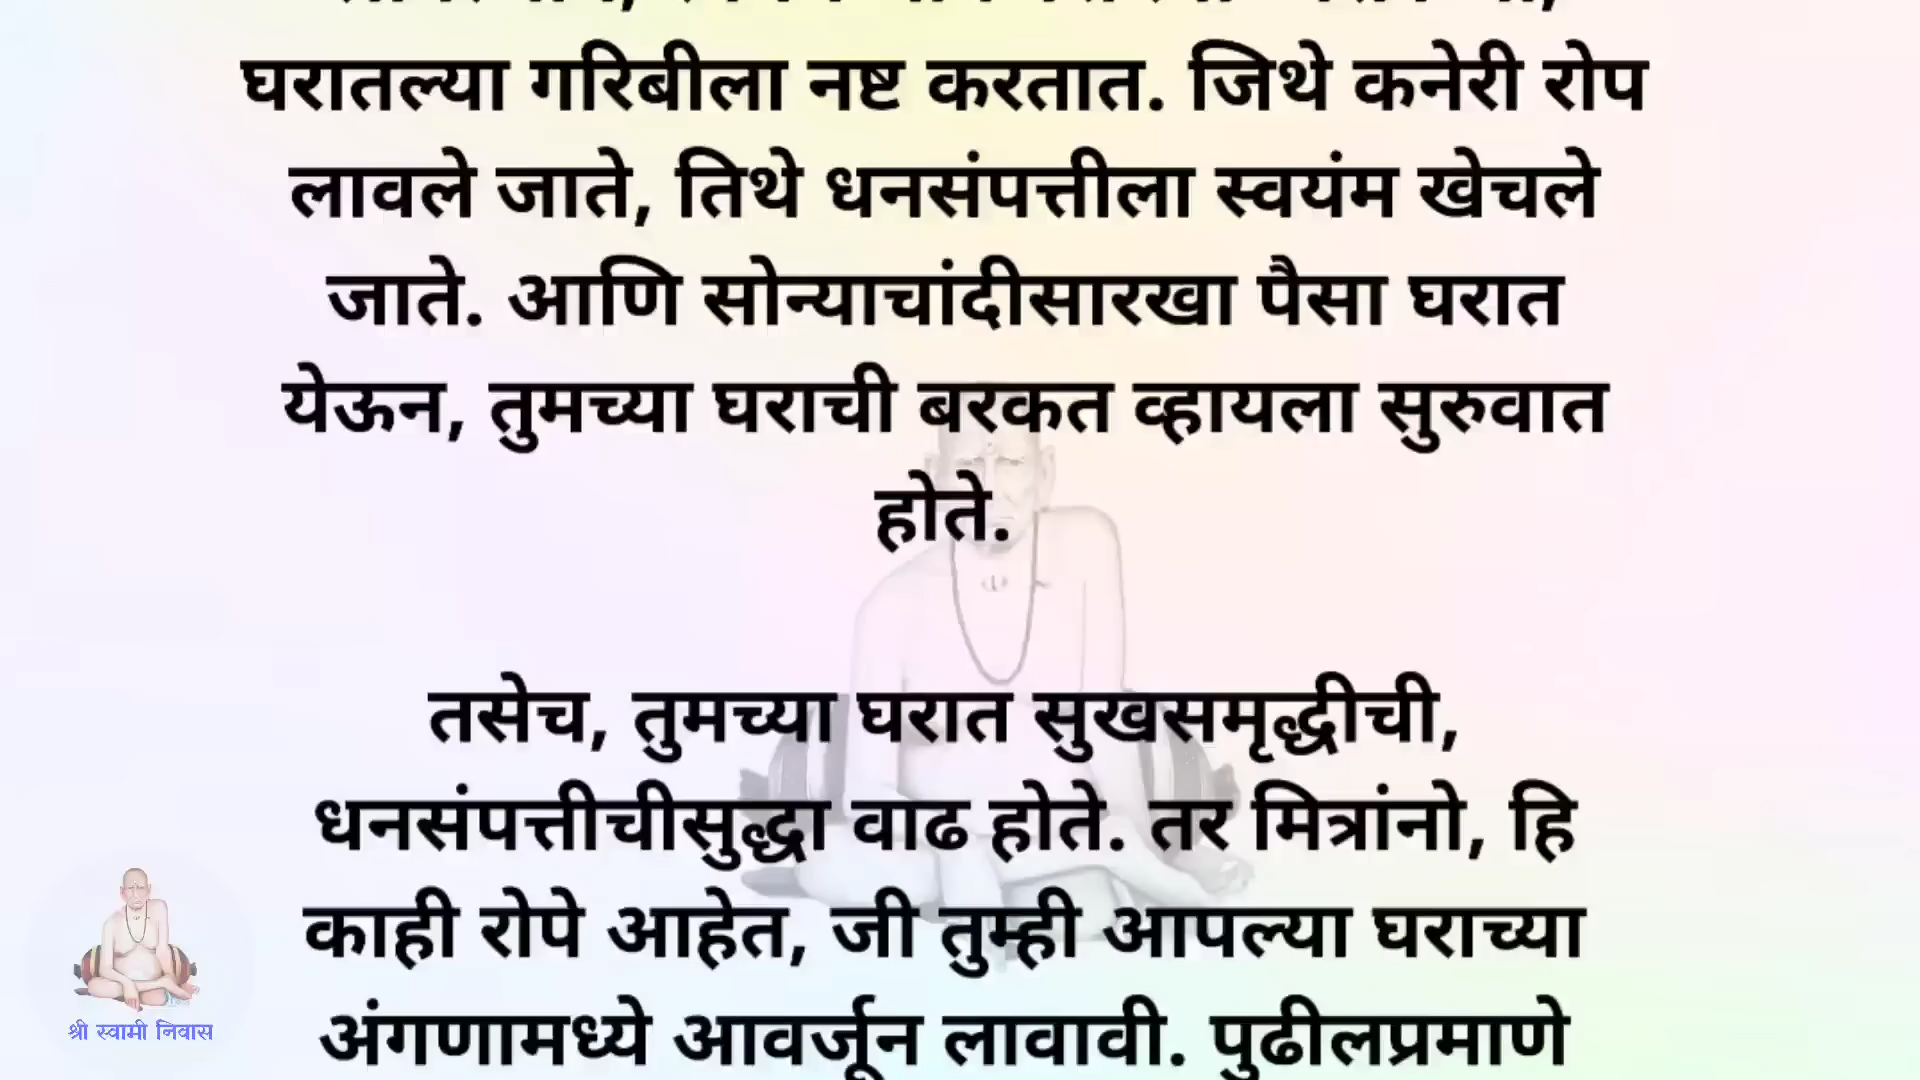 घरातल्या गरिबीला नष्ट करतात. जिथे कनेरी रोप
लावले जाते, तिथे धनसंपत्तीला स्वयंम खेचले
जाते. आणि सोन्याचांदीसारखा पैसा घरात
येऊन, तुमच्या घराची बरकत व्हायला सुरुवात
होते.
तसेच, तुमच्या घरात सुखसमृद्धीची,
धनसंपत्तीचीसुद्धा वाढ होते. तर मित्रांनो, हि
काही रोपे आहेत, जी तुम्ही आपल्या घराच्या
अंगणामध्ये आवर्जून लावावी. पुढीलप्रमाणे
श्री स्वामी निवास